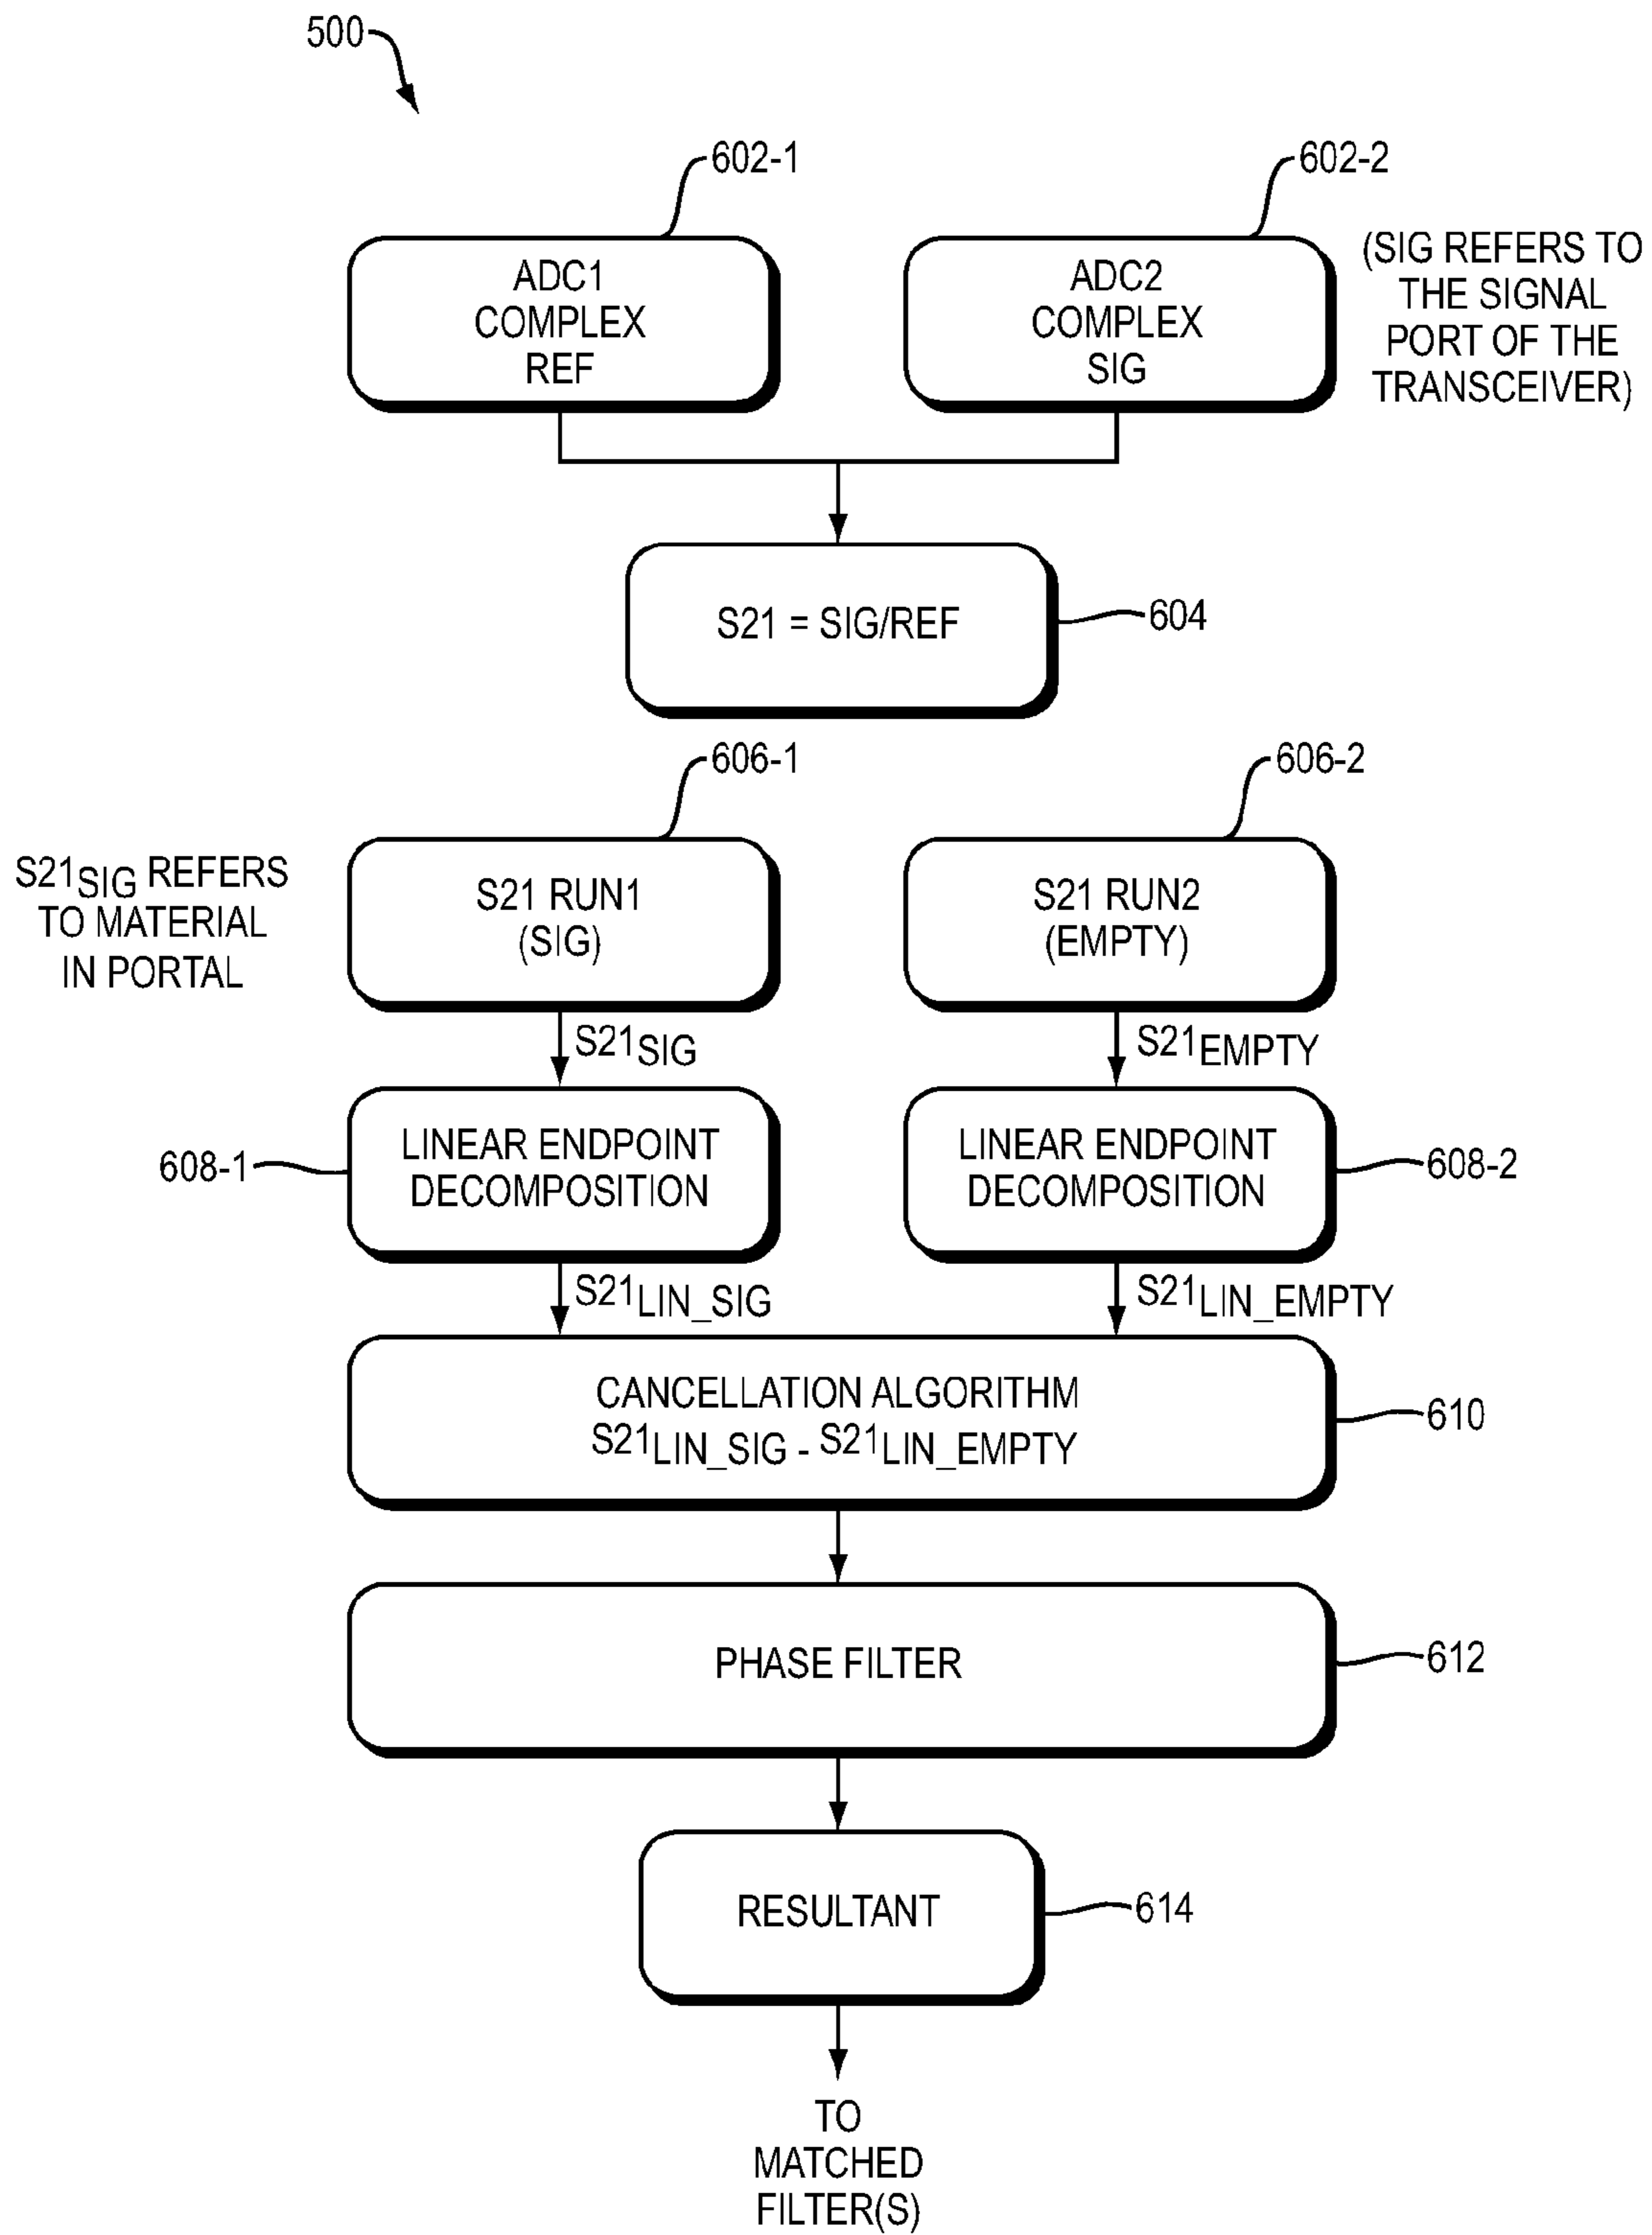 500
602-1
602-2
ADC1
COMPLEX
REF
ADC2
COMPLEX
SIG
(SIG REFERS TO
THE SIGNAL
PORT OF THE
TRANSCEIVER)
S21 = SIG/REF
604
606-1
606-2
S21SIG REFERS
TO MATERIAL
IN PORTAL
S21 RUN1
(SIG)
S21 RUN2
(EMPTY)
S21SIG
S21EMPTY
608-1
LINEAR ENDPOINT
DECOMPOSITION
LINEAR ENDPOINT
DECOMPOSITION
608-2
S21LIN_SIG
S21LIN_EMPTY
CANCELLATION ALGORITHM
S21LIN_SIG - S21LIN_EMPTY
610
PHASE FILTER
612
RESULTANT
614
TO
MATCHED
FILTER(S)